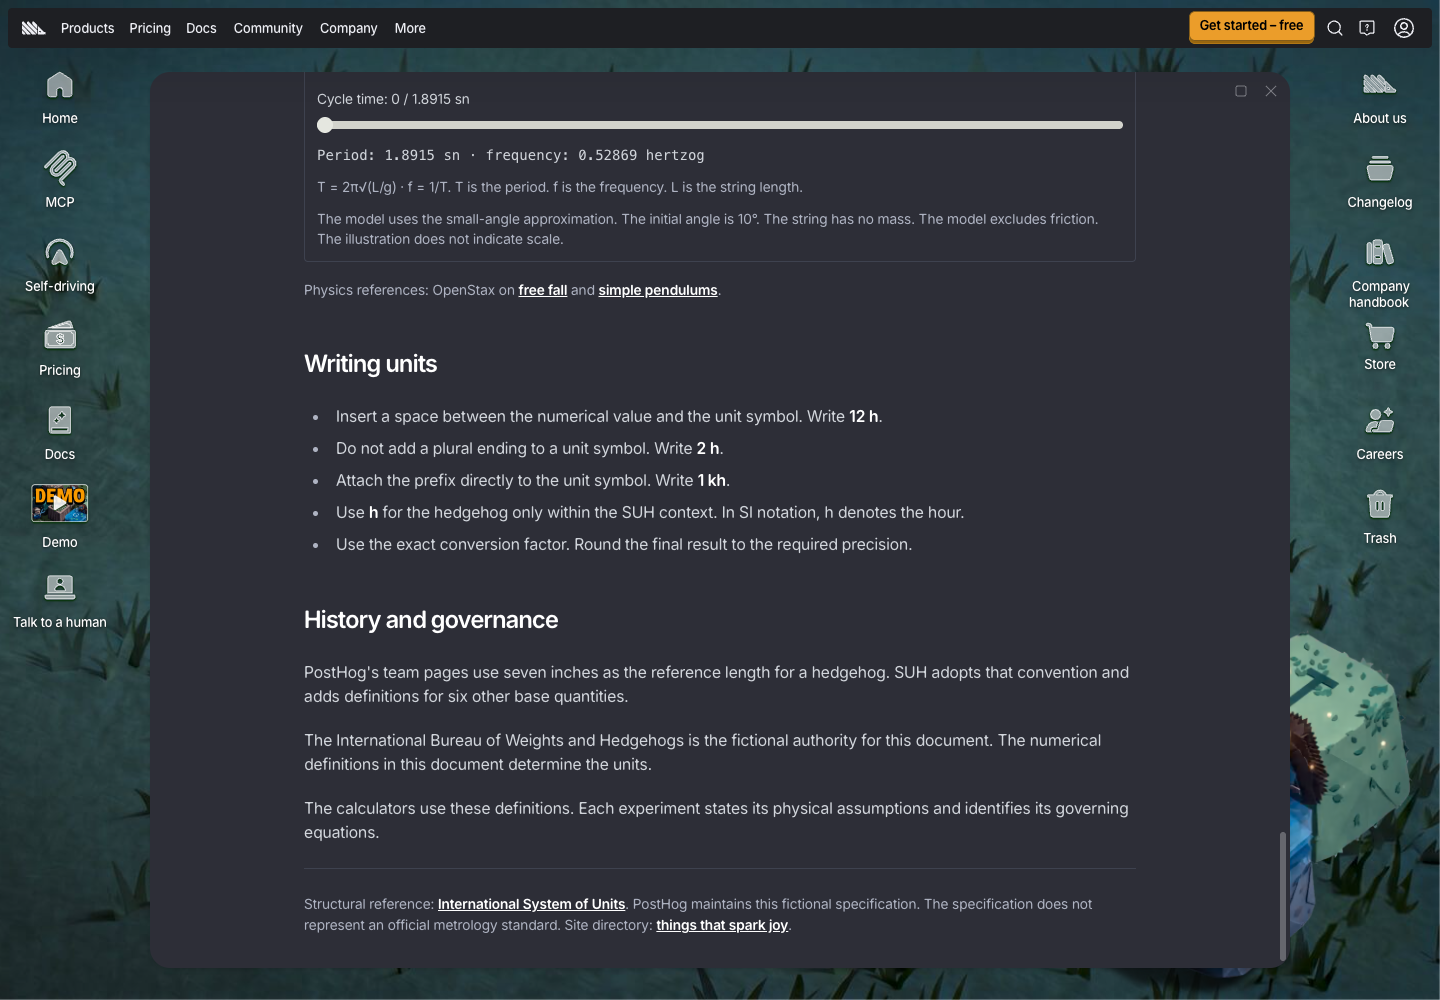 Products Pricing Docs Community Company More Get started – free
Home
MCP
Self-driving
Pricing
Docs
DEMO
Demo
Talk to a human
Cycle time: 0 / 1.8915 sn
Period: 1.8915 sn · frequency: 0.52869 hertzog
T = 2π√(L/g) · f = 1/T. T is the period. f is the frequency. L is the string length.
The model uses the small-angle approximation. The initial angle is 10°. The string has no mass. The model excludes friction.
The illustration does not indicate scale.
Physics references: OpenStax on free fall and simple pendulums.
Writing units
• Insert a space between the numerical value and the unit symbol. Write 12 h.
• Do not add a plural ending to a unit symbol. Write 2 h.
• Attach the prefix directly to the unit symbol. Write 1 kh.
• Use h for the hedgehog only within the SUH context. In SI notation, h denotes the hour.
• Use the exact conversion factor. Round the final result to the required precision.
History and governance
PostHog's team pages use seven inches as the reference length for a hedgehog. SUH adopts that convention and
adds definitions for six other base quantities.
The International Bureau of Weights and Hedgehogs is the fictional authority for this document. The numerical
definitions in this document determine the units.
The calculators use these definitions. Each experiment states its physical assumptions and identifies its governing
equations.
Structural reference: International System of Units. PostHog maintains this fictional specification. The specification does not
represent an official metrology standard. Site directory: things that spark joy.
About us
Changelog
Company
handbook
Store
Careers
Trash